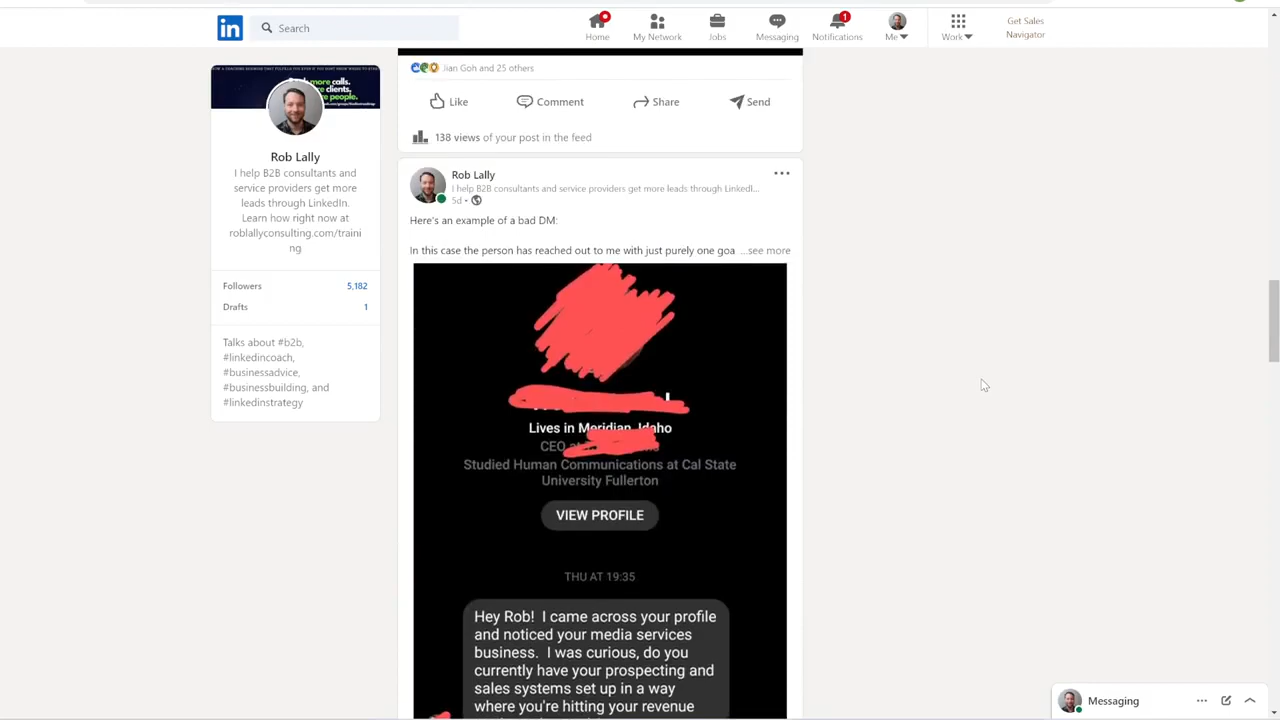 in
Search
Home
My Network
Jobs
Messaging
1
Notifications
Me
Work
Get Sales
Navigator
Jian Goh and 25 others
Like
Comment
Share
Send
138 views of your post in the feed
more calls.
more people.
Rob Lally
I help B2B consultants and
service providers get more
leads through LinkedIn.
Learn how right now at
roblallyconsulting.com/traini
ng
Followers 5,182
Drafts 1
Talks about #b2b,
#linkedincoach,
#businessadvice,
#businessbuilding, and
#linkedinstrategy
Rob Lally
I help B2B consultants and service providers get more leads through LinkedI...
5d •
Here's an example of a bad DM:
In this case the person has reached out to me with just purely one goa ...see more
Lives in Meridian, Idaho
CEO
Studied Human Communications at Cal State
University Fullerton
VIEW PROFILE
THU AT 19:35
Hey Rob! I came across your profile
and noticed your media services
business. I was curious, do you
currently have your prospecting and
sales systems set up in a way
where you're hitting your revenue
Messaging